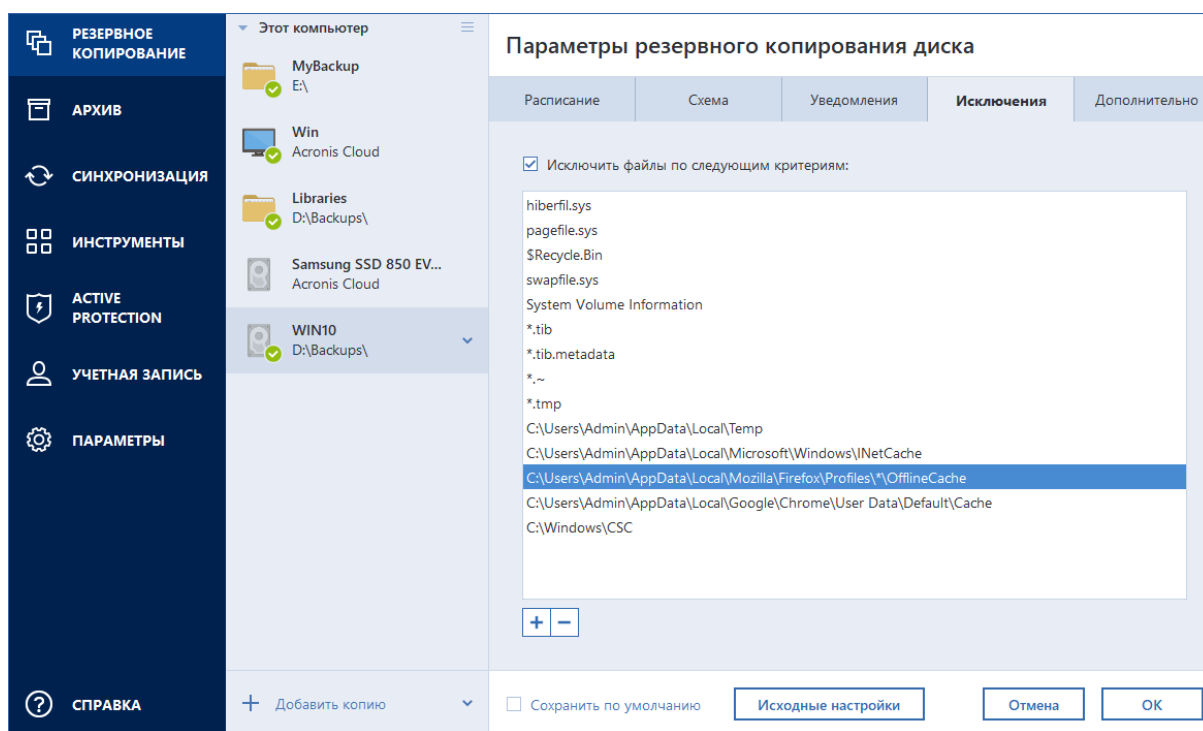 РЕЗЕРВНОЕ
КОПИРОВАНИЕ
АРХИВ
СИНХРОНИЗАЦИЯ
ИНСТРУМЕНТЫ
ACTIVE
PROTECTION
УЧЕТНАЯ ЗАПИСЬ
ПАРАМЕТРЫ
СПРАВКА
Этот компьютер
MyBackup
E:\
Win
Acronis Cloud
Libraries
D:\Backups\
Samsung SSD 850 EV...
Acronis Cloud
WIN10
D:\Backups\
Добавить копию
Параметры резервного копирования диска
Расписание
Схема
Уведомления
Исключения
Дополнительно
Исключить файлы по следующим критериям:
hiberfil.sys
pagefile.sys
$Recycle.Bin
swapfile.sys
System Volume Information
*.tib
*.tib.metadata
*.~
*.tmp
C:\Users\Admin\AppData\Local\Temp
C:\Users\Admin\AppData\Local\Microsoft\Windows\INetCache
C:\Users\Admin\AppData\Local\Mozilla\Firefox\Profiles\*\OfflineCache
C:\Users\Admin\AppData\Local\Google\Chrome\User Data\Default\Cache
C:\Windows\CSC
Сохранить по умолчанию
Исходные настройки
Отмена
ОК